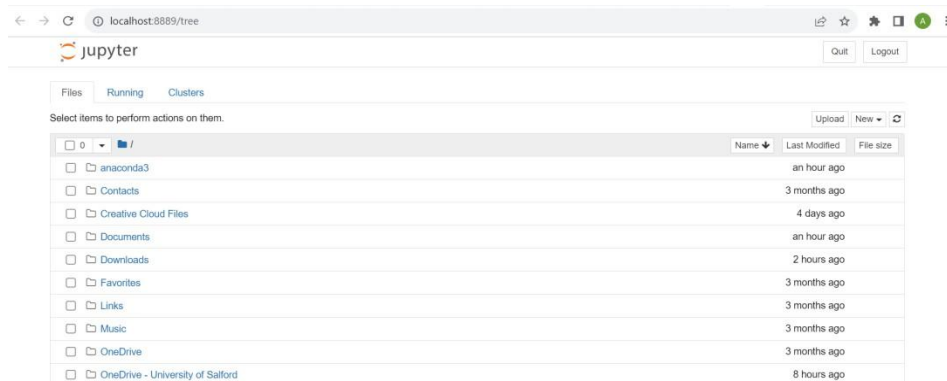 localhost:8889/tree
A
jupyter
Quit Logout
Files Running Clusters
Select items to perform actions on them.
Upload New
0 / Name Last Modified File size
anaconda3 an hour ago
Contacts 3 months ago
Creative Cloud Files 4 days ago
Documents an hour ago
Downloads 2 hours ago
Favorites 3 months ago
Links 3 months ago
Music 3 months ago
OneDrive 3 months ago
OneDrive - University of Salford 8 hours ago